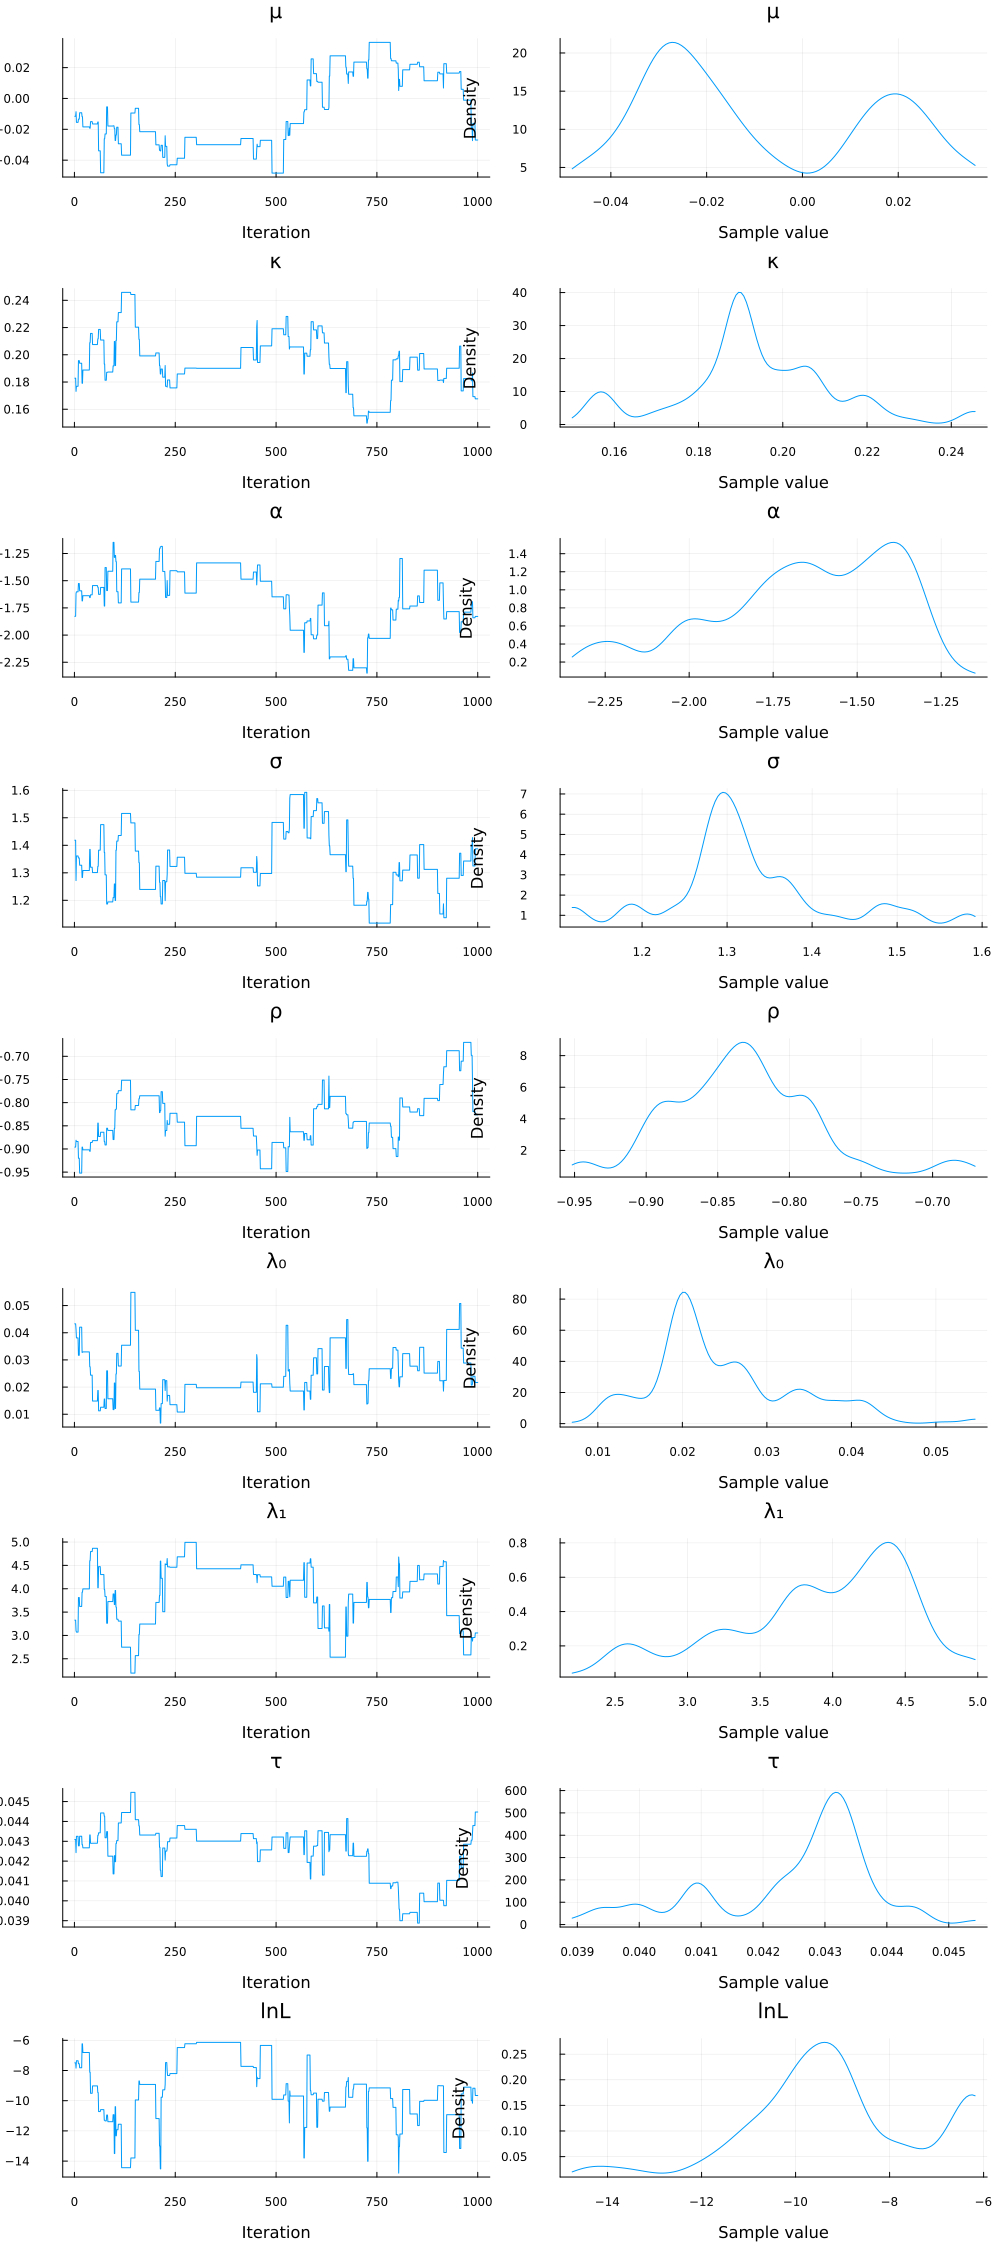 μ
0.02
0.00
−0.02
−0.04
0 250 500 750 1000
Iteration
μ
Density
20
15
10
5
−0.04 −0.02 0.00 0.02
Sample value
κ
0.24
0.22
0.20
0.18
0.16
0 250 500 750 1000
Iteration
κ
Density
40
30
20
10
0
0.16 0.18 0.20 0.22 0.24
Sample value
α
−1.25
−1.50
−1.75
−2.00
−2.25
0 250 500 750 1000
Iteration
α
Density
1.4
1.2
1.0
0.8
0.6
0.4
0.2
−2.25 −2.00 −1.75 −1.50 −1.25
Sample value
σ
1.6
1.5
1.4
1.3
1.2
0 250 500 750 1000
Iteration
σ
Density
7
6
5
4
3
2
1
1.2 1.3 1.4 1.5 1.6
Sample value
ρ
−0.70
−0.75
−0.80
−0.85
−0.90
−0.95
0 250 500 750 1000
Iteration
ρ
Density
8
6
4
2
−0.95 −0.90 −0.85 −0.80 −0.75 −0.70
Sample value
λ₀
0.05
0.04
0.03
0.02
0.01
0 250 500 750 1000
Iteration
λ₀
Density
80
60
40
20
0
0.01 0.02 0.03 0.04 0.05
Sample value
λ₁
5.0
4.5
4.0
3.5
3.0
2.5
0 250 500 750 1000
Iteration
λ₁
Density
0.8
0.6
0.4
0.2
2.5 3.0 3.5 4.0 4.5 5.0
Sample value
τ
0.045
0.044
0.043
0.042
0.041
0.040
0.039
0 250 500 750 1000
Iteration
τ
Density
600
500
400
300
200
100
0
0.039 0.040 0.041 0.042 0.043 0.044 0.045
Sample value
lnL
−6
−8
−10
−12
−14
0 250 500 750 1000
Iteration
lnL
Density
0.25
0.20
0.15
0.10
0.05
−14 −12 −10 −8 −6
Sample value